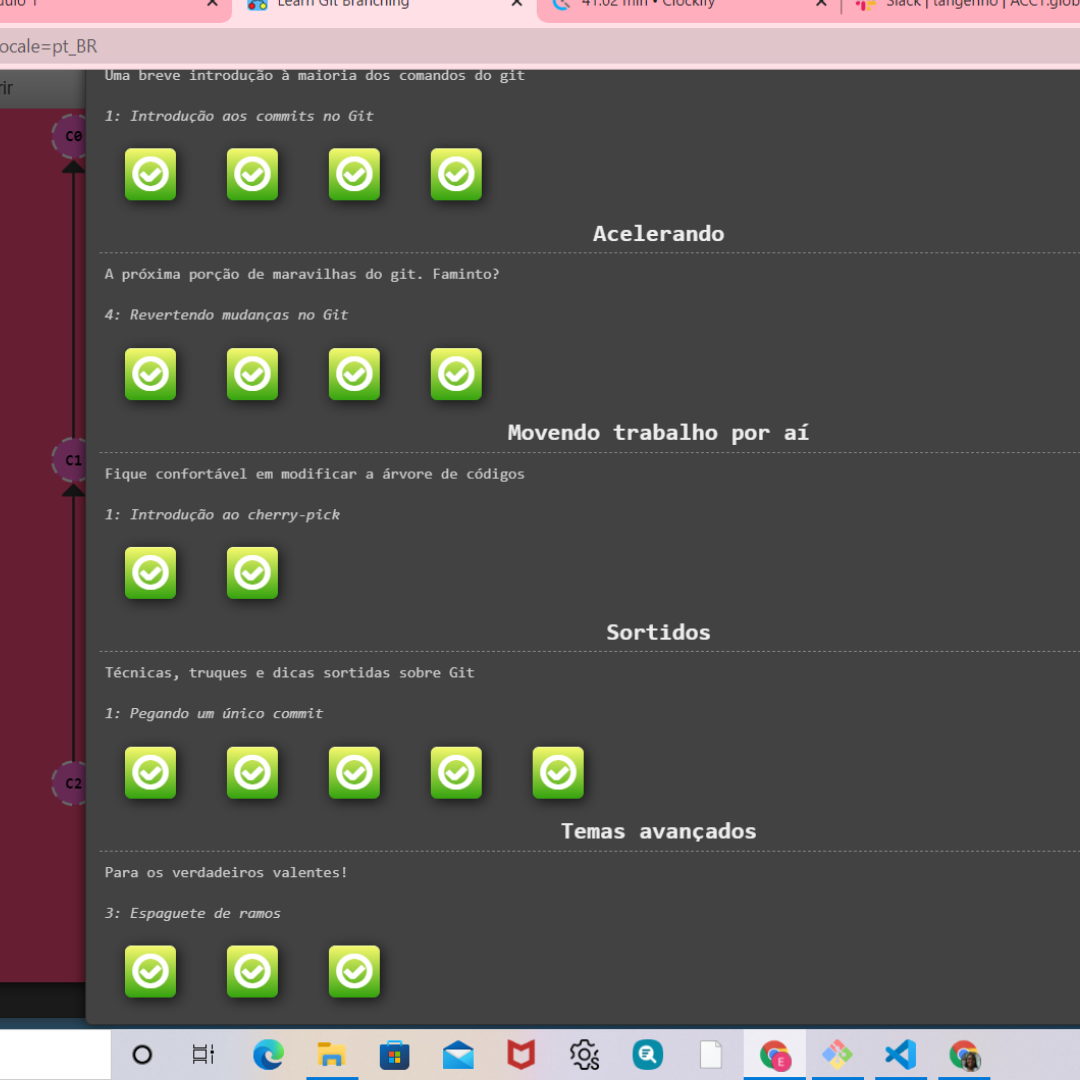 Learn Git Branching
41:02 min • Clockify
Slack | tangerino | ACCT.glob
ocale=pt_BR
rir
Uma breve introdução à maioria dos comandos do git
1: Introdução aos commits no Git
C0
Acelerando
A próxima porção de maravilhas do git. Faminto?
4: Revertendo mudanças no Git
Movendo trabalho por aí
C1
Fique confortável em modificar a árvore de códigos
1: Introdução ao cherry-pick
Sortidos
Técnicas, truques e dicas sortidas sobre Git
1: Pegando um único commit
C2
Temas avançados
Para os verdadeiros valentes!
3: Espaguete de ramos
E